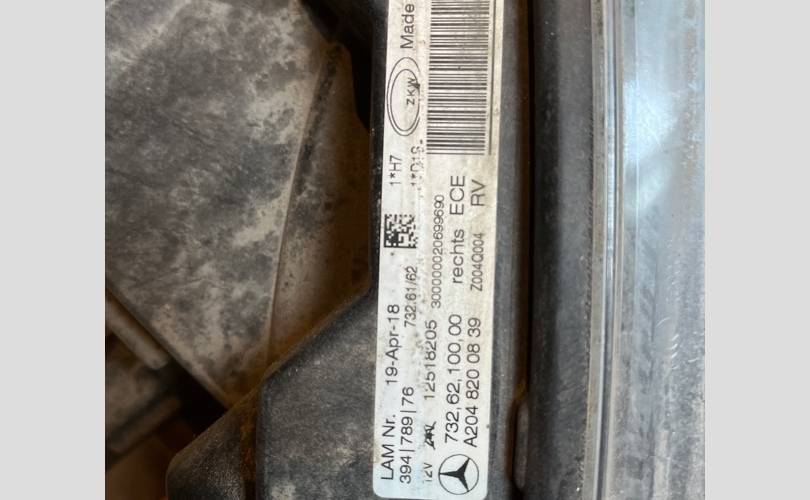 LAM Nr. 19-Apr-18 1*H7 ZKW Made
394|789|76 732.61/62
12V 12518205 30000000020699690
732,62,100,00 rechts ECE
A204 820 08 39 Z004Q004 RV